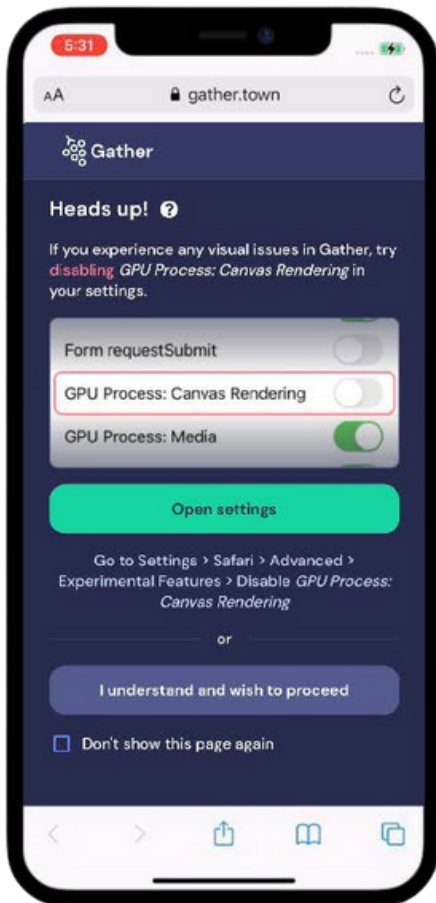 5:31
AA gather.town
Gather
Heads up! ?
If you experience any visual issues in Gather, try
disabling GPU Process: Canvas Rendering in
your settings.
Form requestSubmit
GPU Process: Canvas Rendering
GPU Process: Media
Open settings
Go to Settings > Safari > Advanced >
Experimental Features > Disable GPU Process:
Canvas Rendering
or
I understand and wish to proceed
Don't show this page again